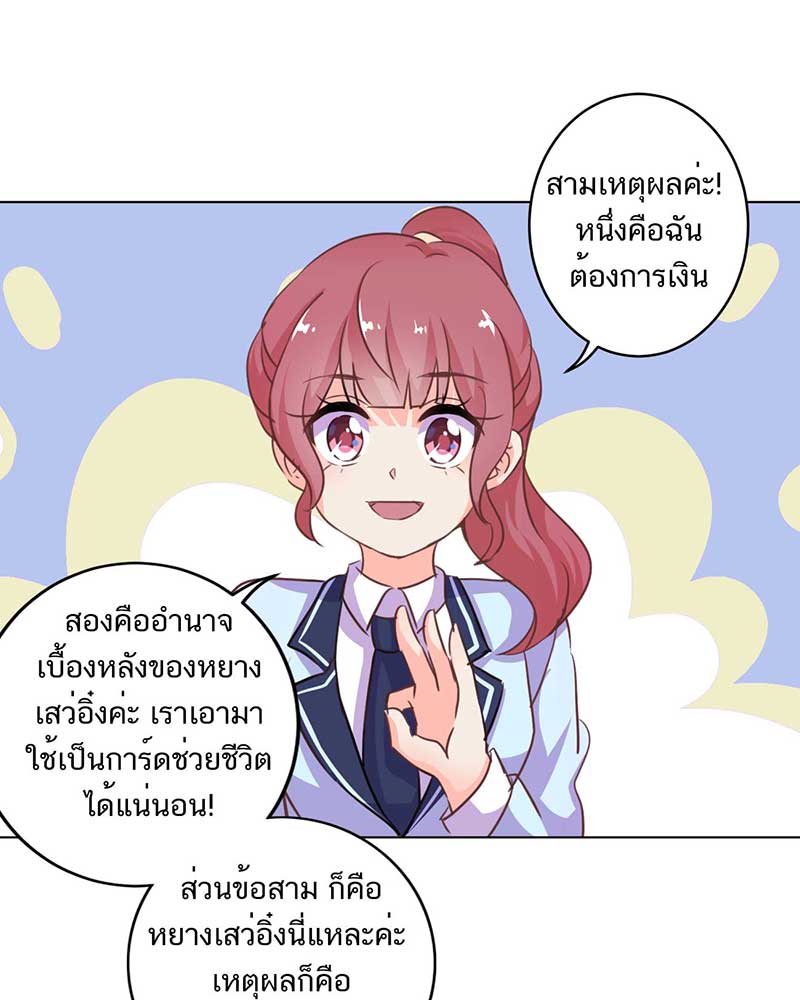 สามเหตุผลค่ะ!
หนึ่งคือฉัน
ต้องการเงิน
สองคืออำนาจ
เบื้องหลังของหยาง
เสว่อิ๋งค่ะ เราเอามา
ใช้เป็นการ์ดช่วยชีวิต
ได้แน่นอน!
ส่วนข้อสาม ก็คือ
หยางเสว่อิ๋งนี่แหละค่ะ
เหตุผลก็คือ